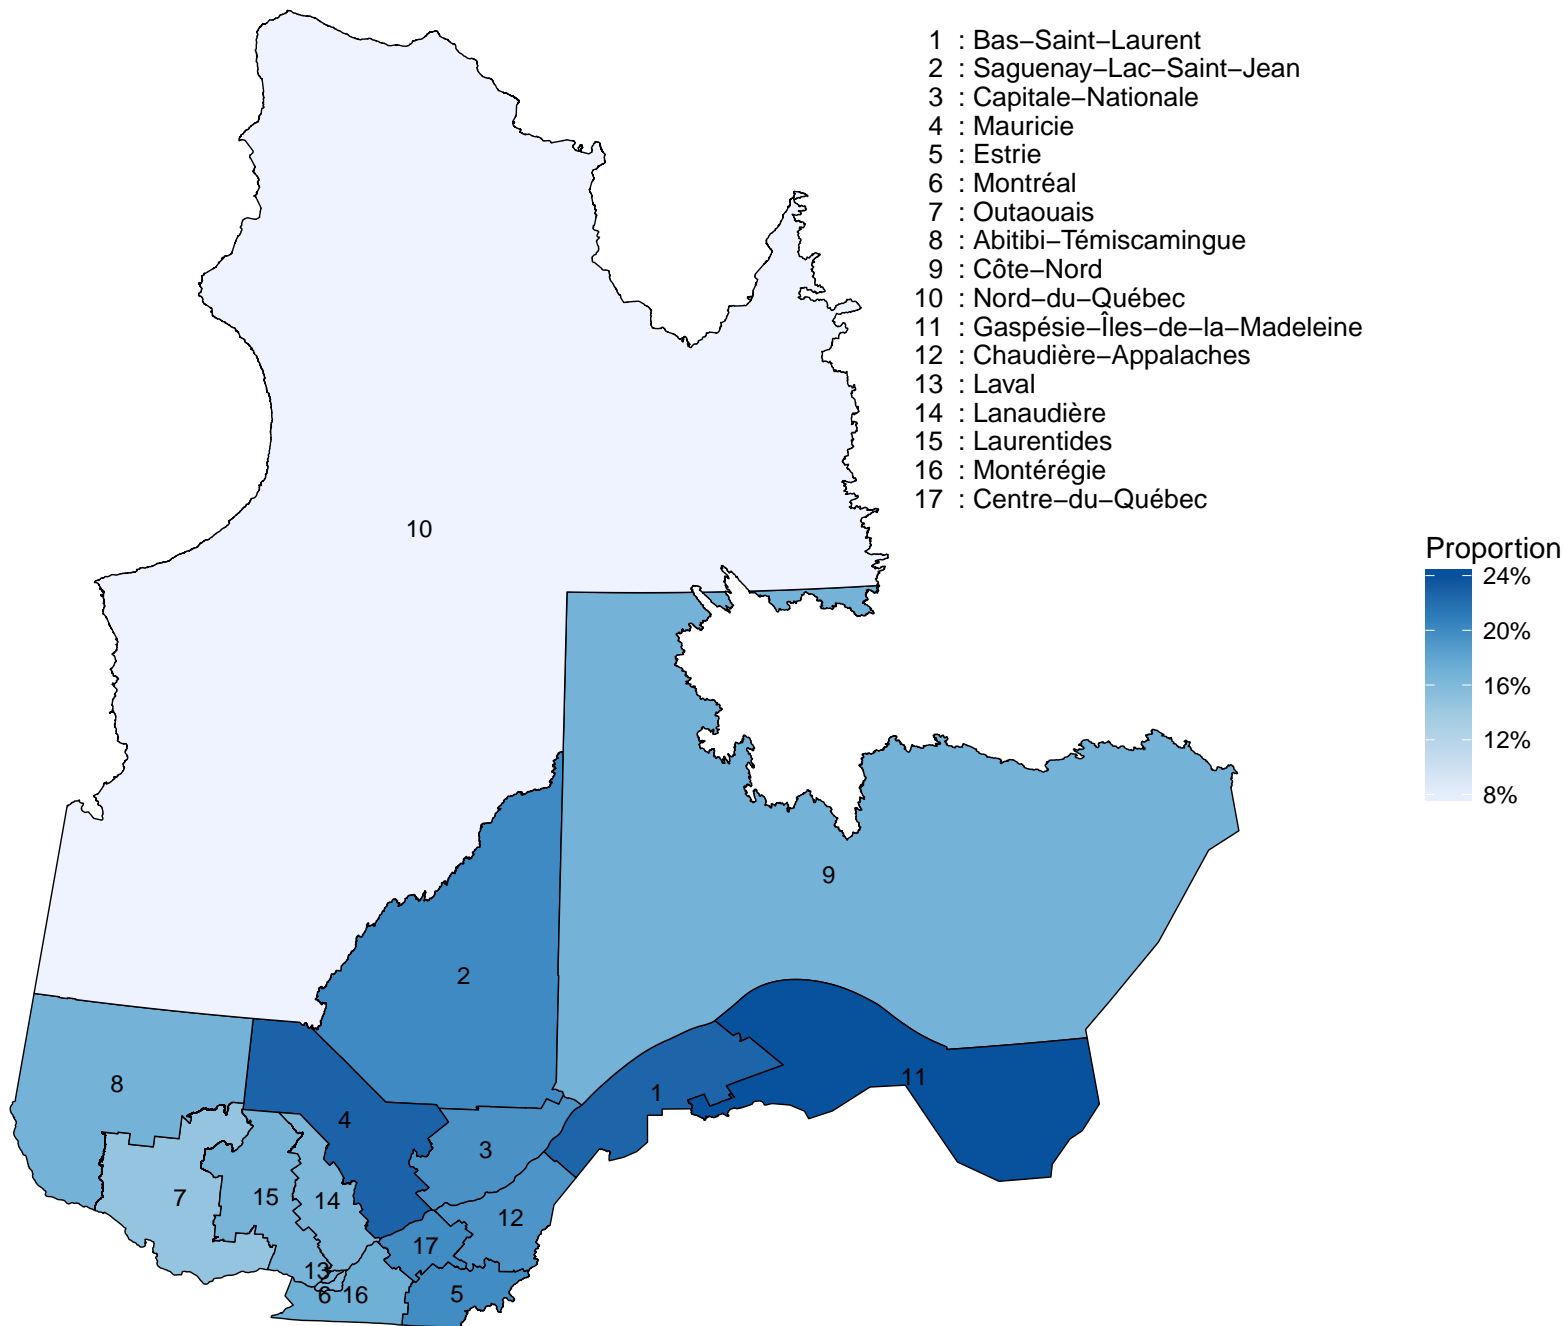 1 : Bas−Saint−Laurent
2 : Saguenay−Lac−Saint−Jean
3 : Capitale−Nationale
4 : Mauricie
5 : Estrie
6 : Montréal
7 : Outaouais
8 : Abitibi−Témiscamingue
9 : Côte−Nord
10 : Nord−du−Québec
11 : Gaspésie−Îles−de−la−Madeleine
12 : Chaudière−Appalaches
13 : Laval
14 : Lanaudière
15 : Laurentides
16 : Montérégie
17 : Centre−du−Québec
10
Proportion
24%
20%
16%
12%
8%
9
2
8
4
1
11
3
7
15
14
12
17
13
6
16
5